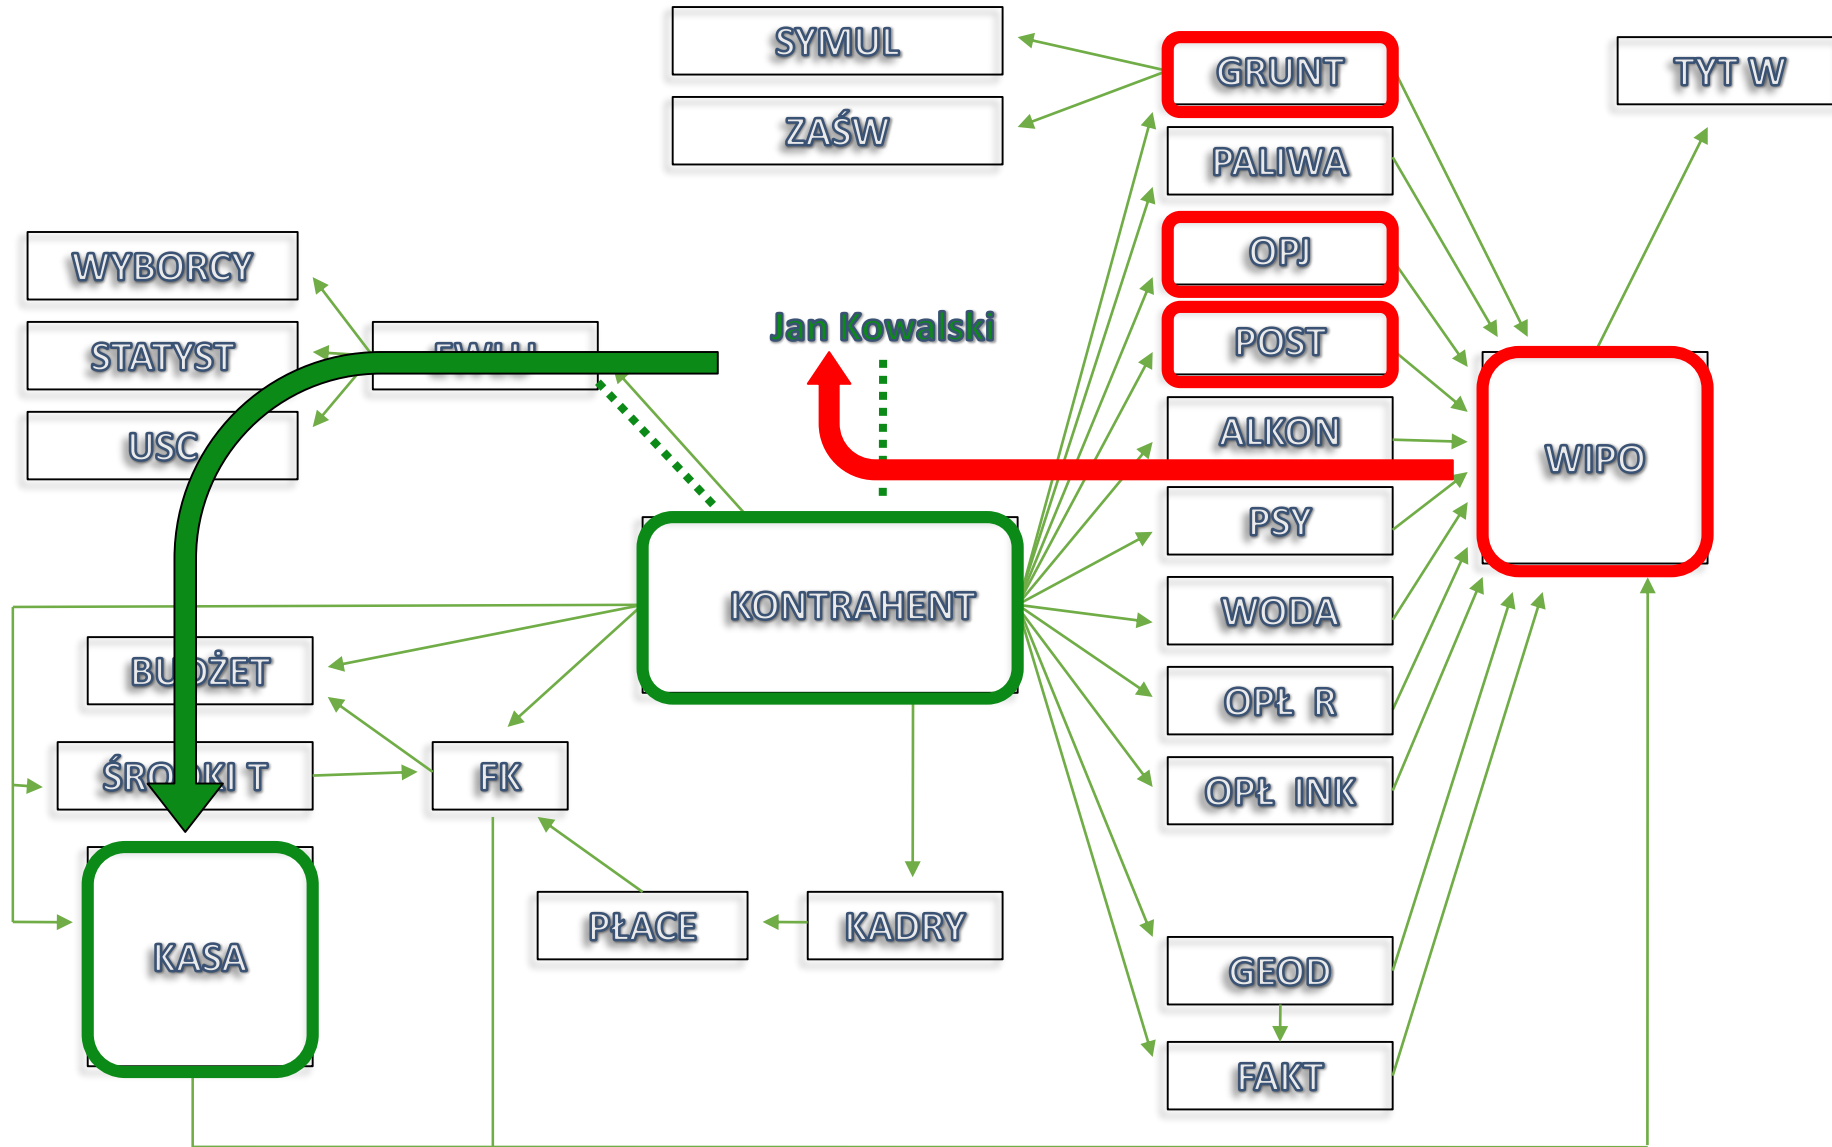 SYMUL
GRUNT
TYT W
ZAŚW
PALIWA
WYBORCY
OPJ
STATYST
Jan Kowalski
POST
USC
ALKON
WIPO
PSY
KONTRAHENT
WODA
BUDŻET
OPŁ R
ŚRODKI T
FK
OPŁ INK
PŁACE
KADRY
KASA
GEOD
FAKT